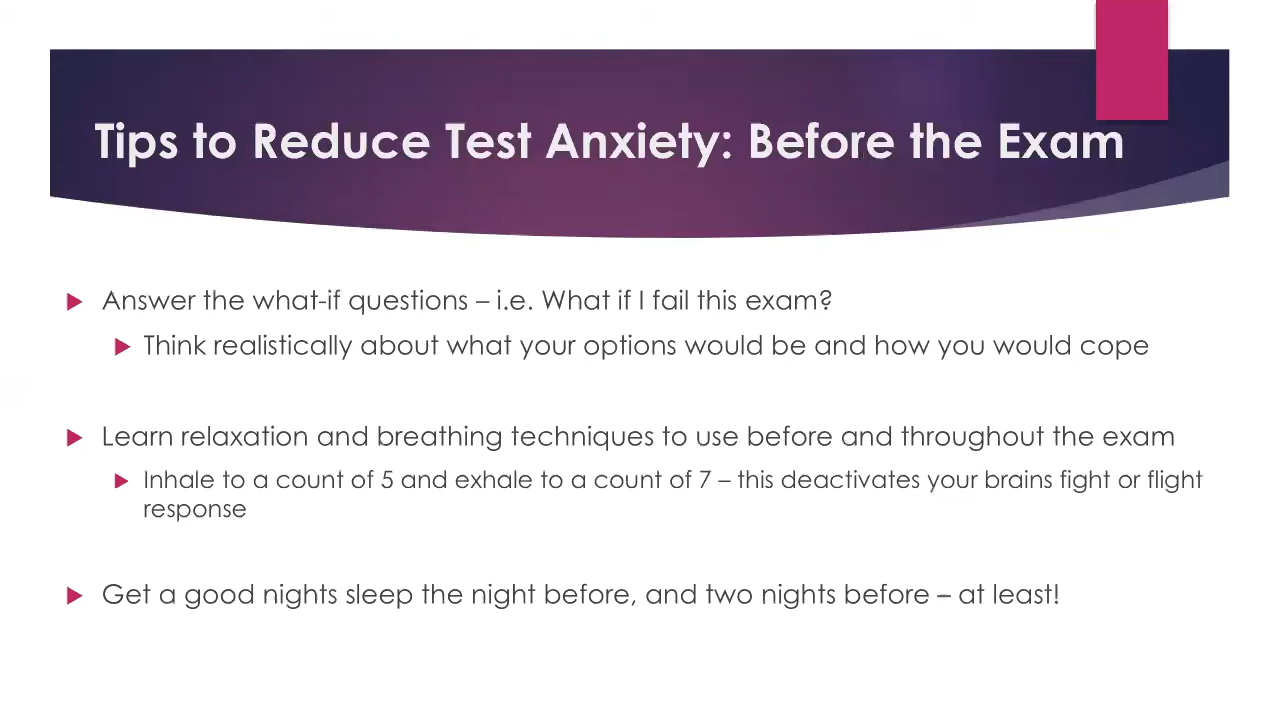 Tips to Reduce Test Anxiety: Before the Exam
Answer the what-if questions – i.e. What if I fail this exam?
Think realistically about what your options would be and how you would cope
Learn relaxation and breathing techniques to use before and throughout the exam
Inhale to a count of 5 and exhale to a count of 7 – this deactivates your brains fight or flight
response
Get a good nights sleep the night before, and two nights before – at least!